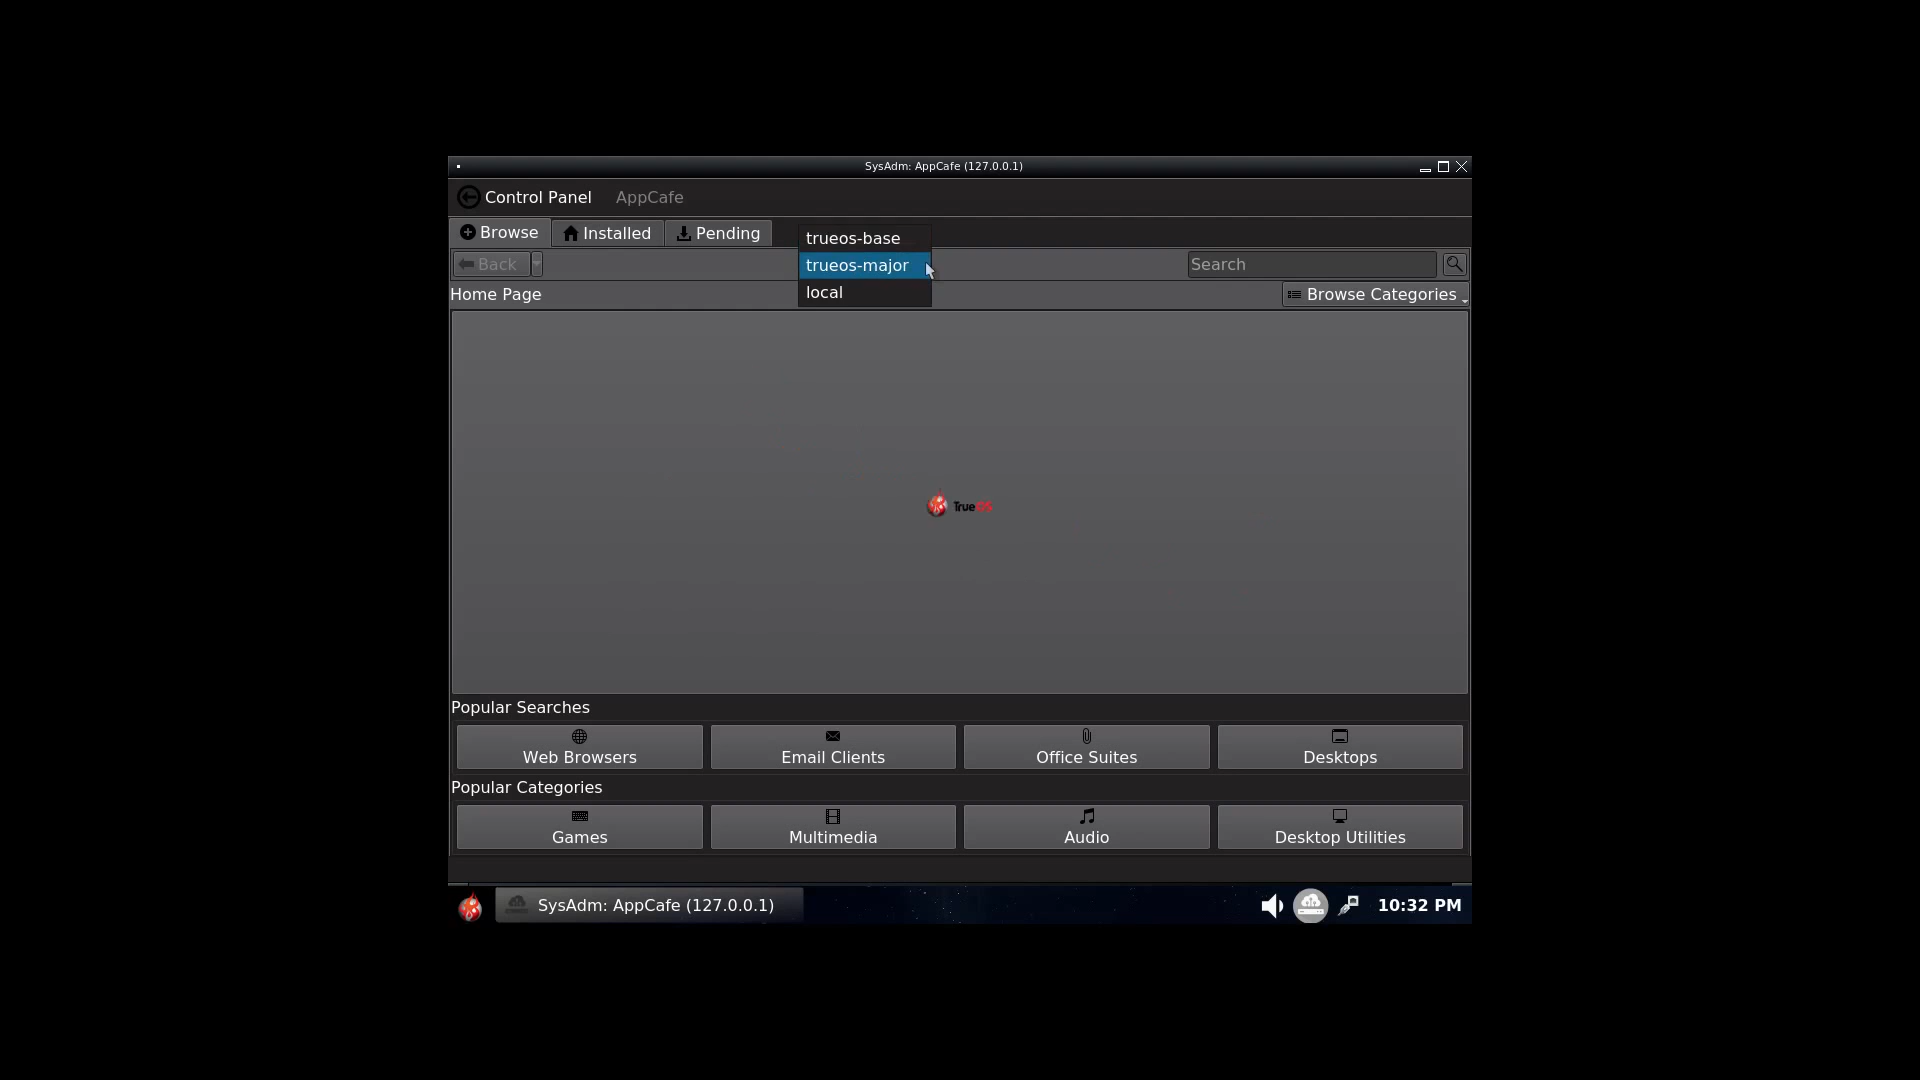 SysAdm: AppCafe (127.0.0.1)
Control Panel AppCafe
Browse Installed Pending
trueos-base
Back trueos-major Search
Home Page local Browse Categories
TrueOS
Popular Searches
Web Browsers Email Clients Office Suites Desktops
Popular Categories
Games Multimedia Audio Desktop Utilities
SysAdm: AppCafe (127.0.0.1) 10:32 PM